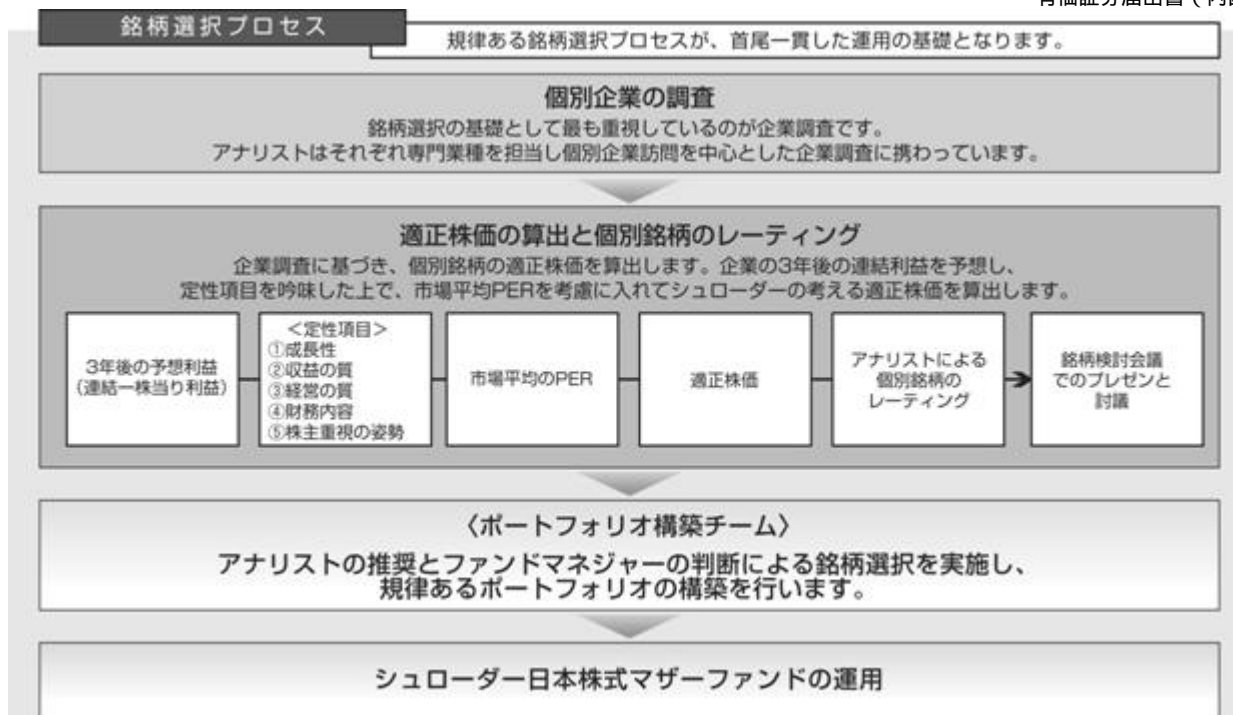 有価証券届出書（内
銘柄選択プロセス
規律ある銘柄選択プロセスが、首尾一貫した運用の基礎となります。
個別企業の調査
銘柄選択の基礎として最も重視しているのが企業調査です。
アナリストはそれぞれ専門業種を担当し個別企業訪問を中心とした企業調査に携わっています。
適正株価の算出と個別銘柄のレーティング
企業調査に基づき、個別銘柄の適正株価を算出します。企業の3年後の連結利益を予想し、
定性項目を吟味した上で、市場平均PERを考慮に入れてシュローダーの考える適正株価を算出します。
3年後の予想利益
（連結一株当り利益）
＜定性項目＞
①成長性
②収益の質
③経営の質
④財務内容
⑤株主重視の姿勢
市場平均のPER
適正株価
アナリストによる
個別銘柄の
レーティング
銘柄検討会議
でのプレゼンと
討議
〈ポートフォリオ構築チーム〉
アナリストの推奨とファンドマネジャーの判断による銘柄選択を実施し、
規律あるポートフォリオの構築を行います。
シュローダー日本株式マザーファンドの運用